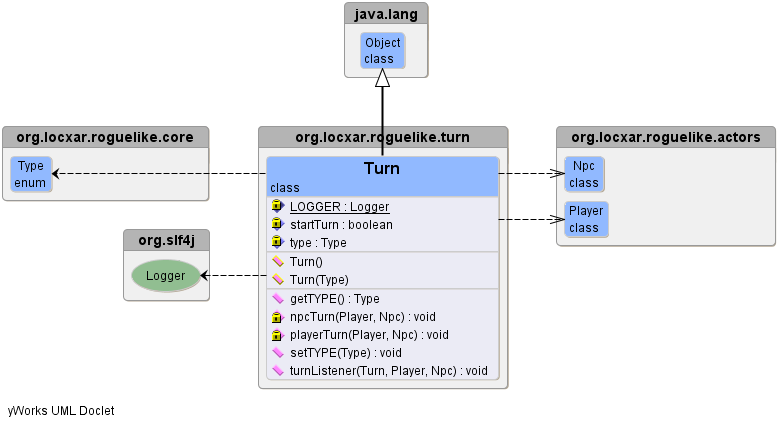 java.lang
Object
class
org.locxar.roguelike.core
Type
enum
org.slf4j
Logger
org.locxar.roguelike.turn
Turn
class
LOGGER : Logger
startTurn : boolean
type : Type
Turn()
Turn(Type)
getTYPE() : Type
npcTurn(Player, Npc) : void
playerTurn(Player, Npc) : void
setTYPE(Type) : void
turnListener(Turn, Player, Npc) : void
org.locxar.roguelike.actors
Npc
class
Player
class
yWorks UML Doclet